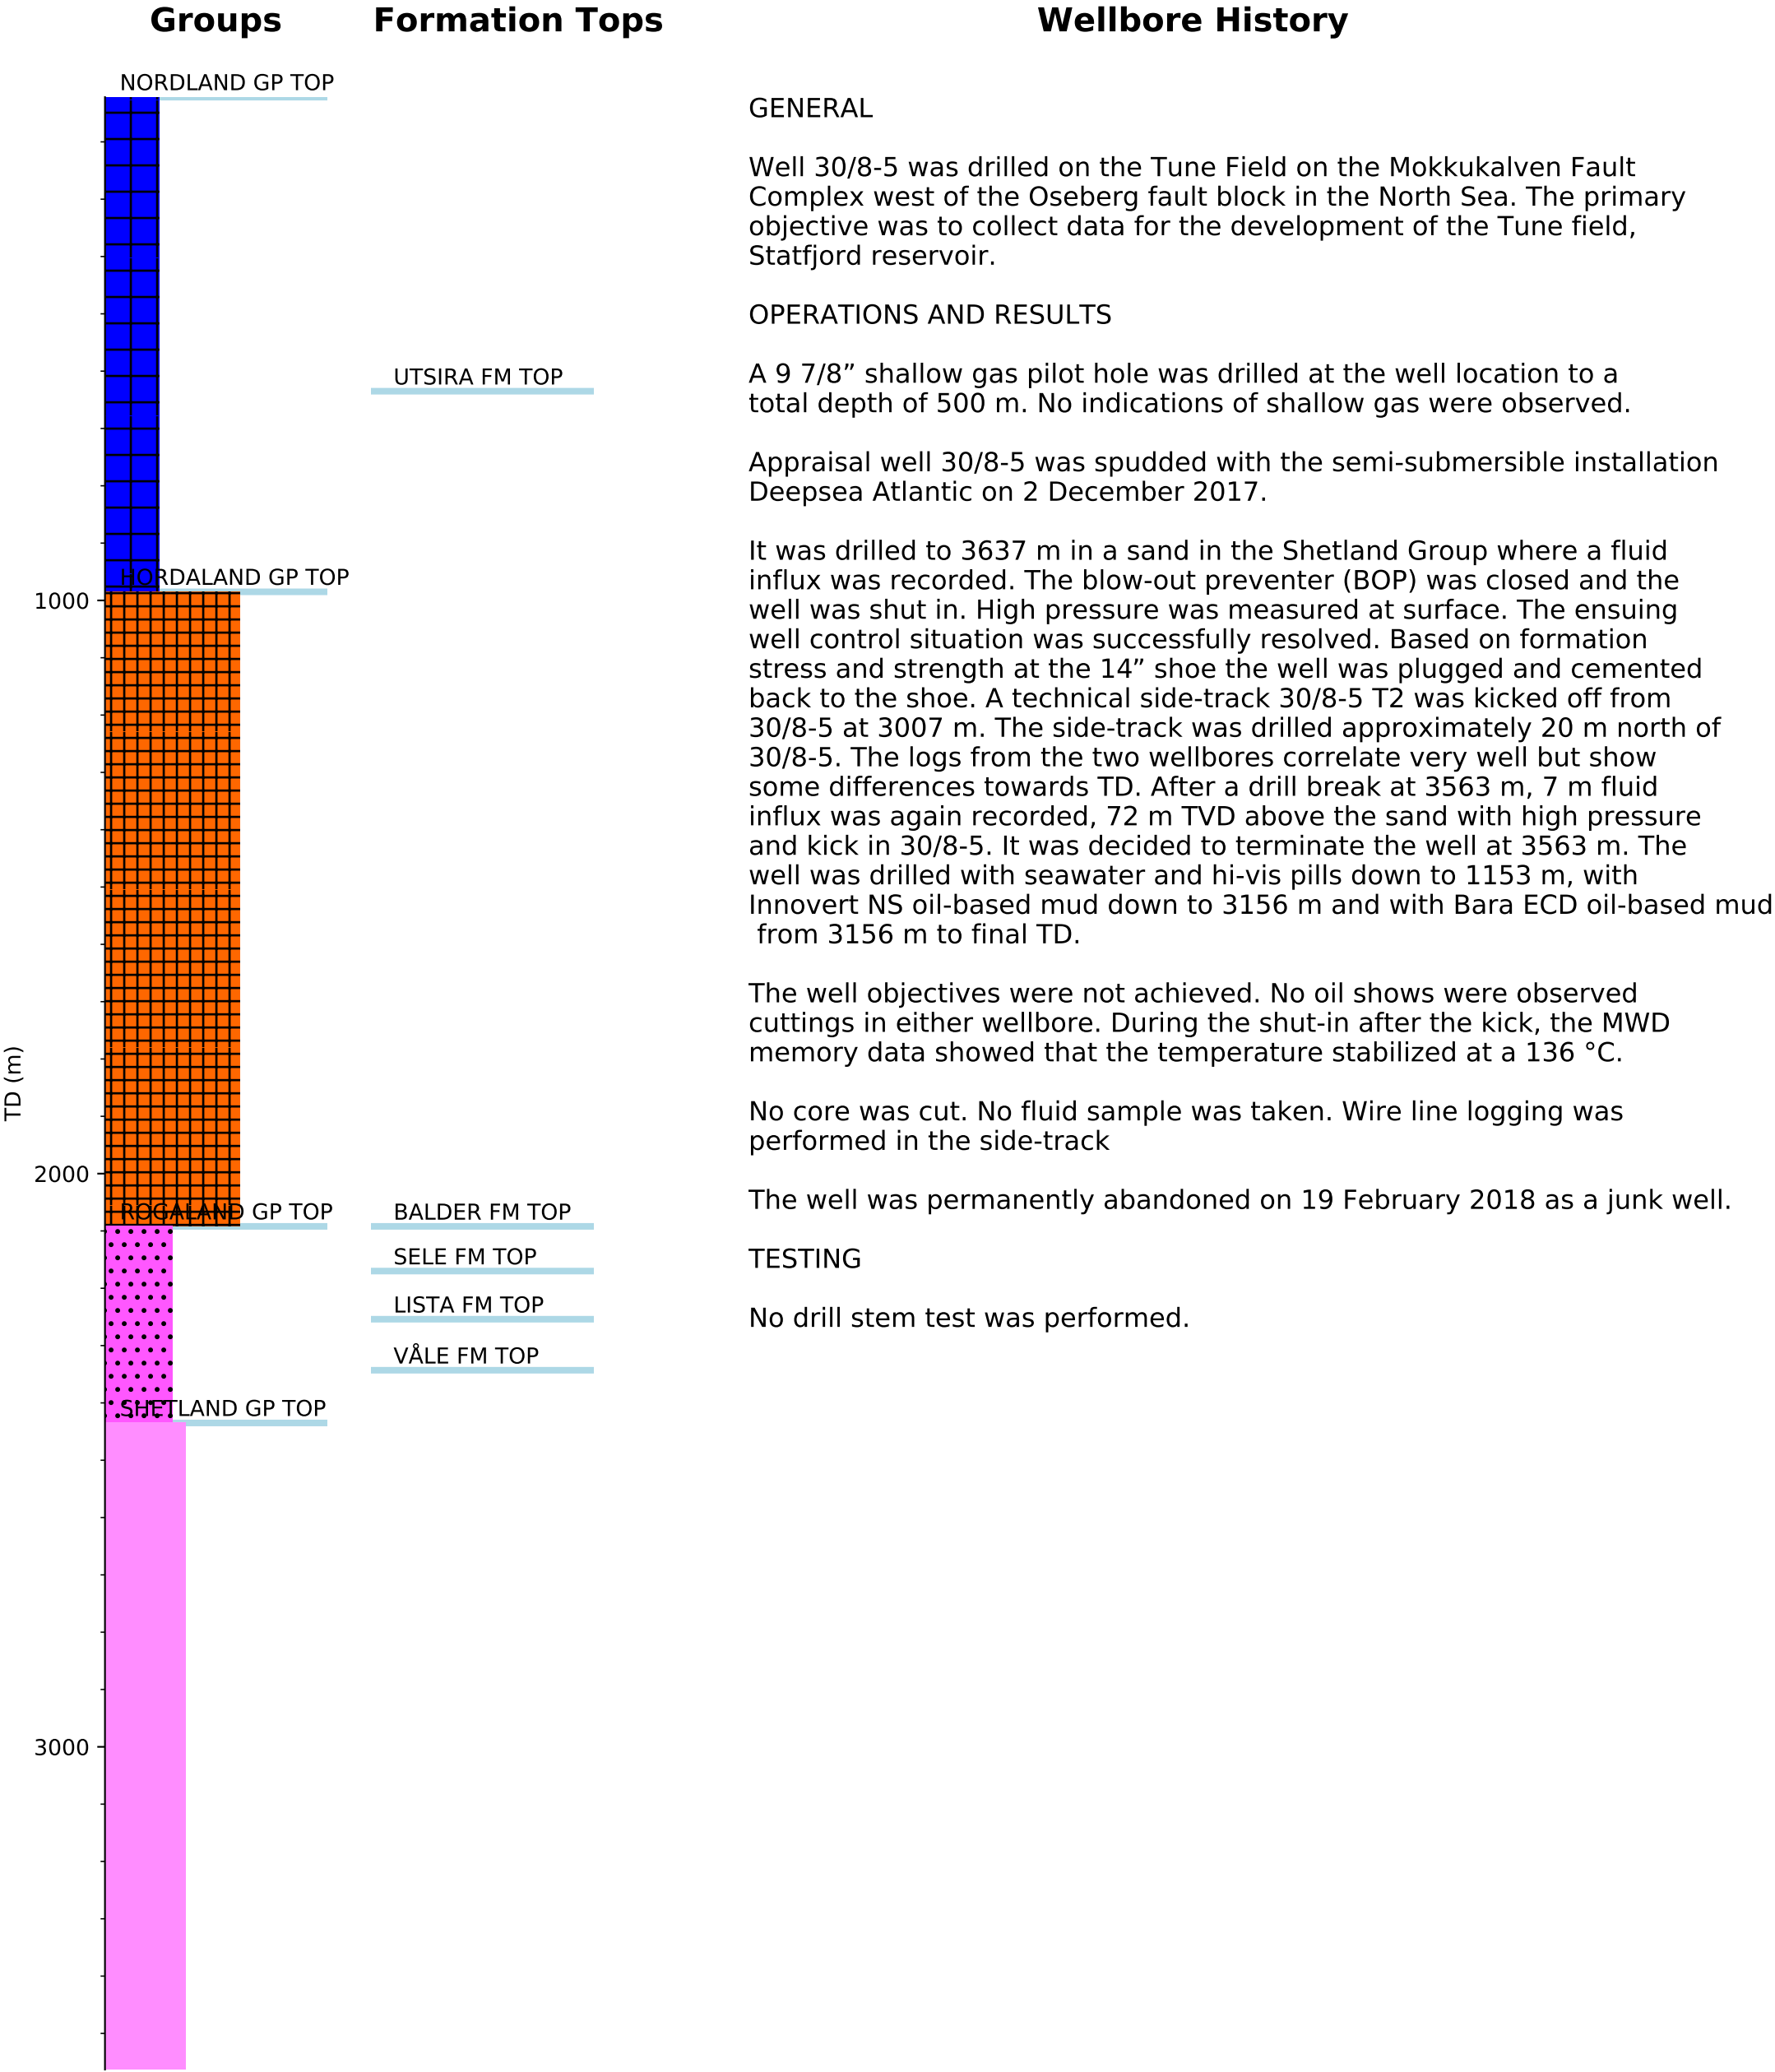 Groups
Formation Tops
Wellbore History
NORDLAND GP TOP
HORDALAND GP TOP
ROGALAND GP TOP
SHETLAND GP TOP
1000
2000
3000
TD (m)
UTSIRA FM TOP
BALDER FM TOP
SELE FM TOP
LISTA FM TOP
VÅLE FM TOP
GENERAL
Well 30/8-5 was drilled on the Tune Field on the Mokkukalven Fault
Complex west of the Oseberg fault block in the North Sea. The primary
objective was to collect data for the development of the Tune field,
Statfjord reservoir.
OPERATIONS AND RESULTS
A 9 7/8” shallow gas pilot hole was drilled at the well location to a
total depth of 500 m. No indications of shallow gas were observed.
Appraisal well 30/8-5 was spudded with the semi-submersible installation
Deepsea Atlantic on 2 December 2017.
It was drilled to 3637 m in a sand in the Shetland Group where a fluid
influx was recorded. The blow-out preventer (BOP) was closed and the
well was shut in. High pressure was measured at surface. The ensuing
well control situation was successfully resolved. Based on formation
stress and strength at the 14” shoe the well was plugged and cemented
back to the shoe. A technical side-track 30/8-5 T2 was kicked off from
30/8-5 at 3007 m. The side-track was drilled approximately 20 m north of
30/8-5. The logs from the two wellbores correlate very well but show
some differences towards TD. After a drill break at 3563 m, 7 m fluid
influx was again recorded, 72 m TVD above the sand with high pressure
and kick in 30/8-5. It was decided to terminate the well at 3563 m. The
well was drilled with seawater and hi-vis pills down to 1153 m, with
Innovert NS oil-based mud down to 3156 m and with Bara ECD oil-based mud
from 3156 m to final TD.
The well objectives were not achieved. No oil shows were observed
cuttings in either wellbore. During the shut-in after the kick, the MWD
memory data showed that the temperature stabilized at a 136 °C.
No core was cut. No fluid sample was taken. Wire line logging was
performed in the side-track
The well was permanently abandoned on 19 February 2018 as a junk well.
TESTING
No drill stem test was performed.